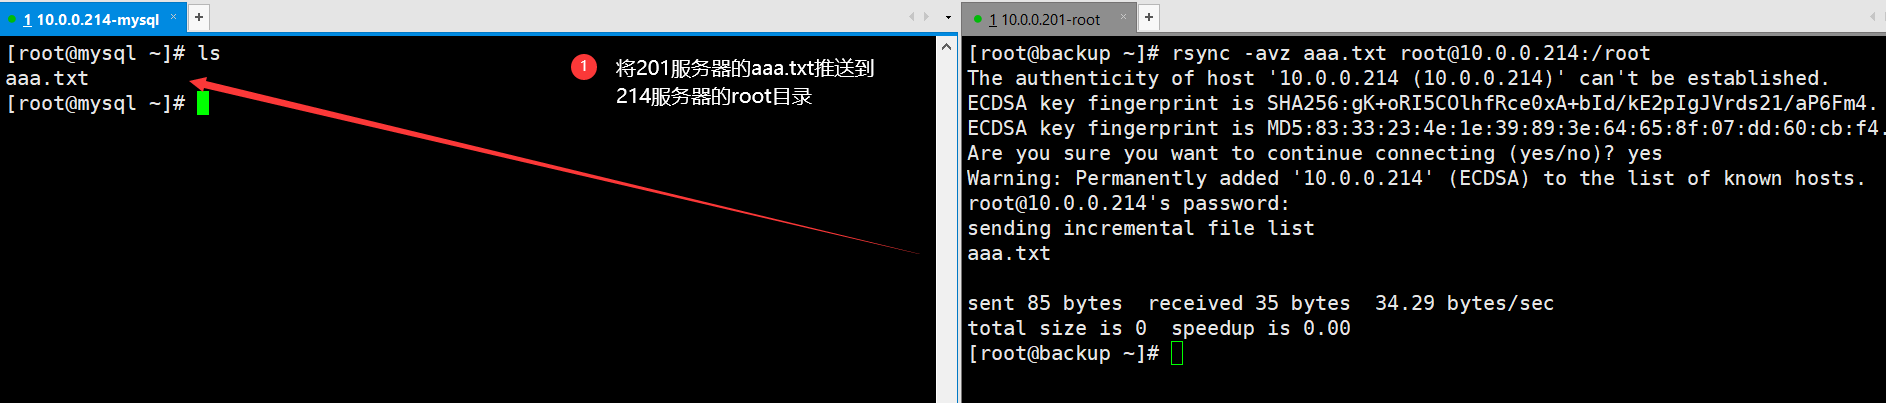 1 10.0.0.214-mysql × +
[root@mysql ~]# ls
aaa.txt
[root@mysql ~]#
1
将201服务器的aaa.txt推送到
214服务器的root目录
1 10.0.0.201-root × +
[root@backup ~]# rsync -avz aaa.txt root@10.0.0.214:/root
The authenticity of host '10.0.0.214 (10.0.0.214)' can't be established.
ECDSA key fingerprint is SHA256:gK+oRI5COlhfRce0xA+bId/kE2pIgJVrds21/aP6Fm4.
ECDSA key fingerprint is MD5:83:33:23:4e:1e:39:89:3e:64:65:8f:07:dd:60:cb:f4.
Are you sure you want to continue connecting (yes/no)? yes
Warning: Permanently added '10.0.0.214' (ECDSA) to the list of known hosts.
root@10.0.0.214's password:
sending incremental file list
aaa.txt
sent 85 bytes  received 35 bytes  34.29 bytes/sec
total size is 0  speedup is 0.00
[root@backup ~]#